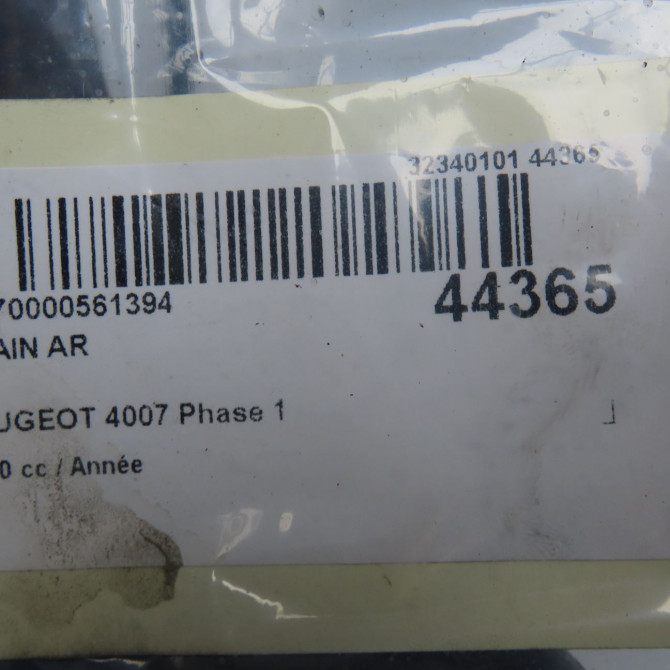 32340101 44365
70000561394
44365
AIN AR
UGEOT 4007 Phase 1
0 cc / Année